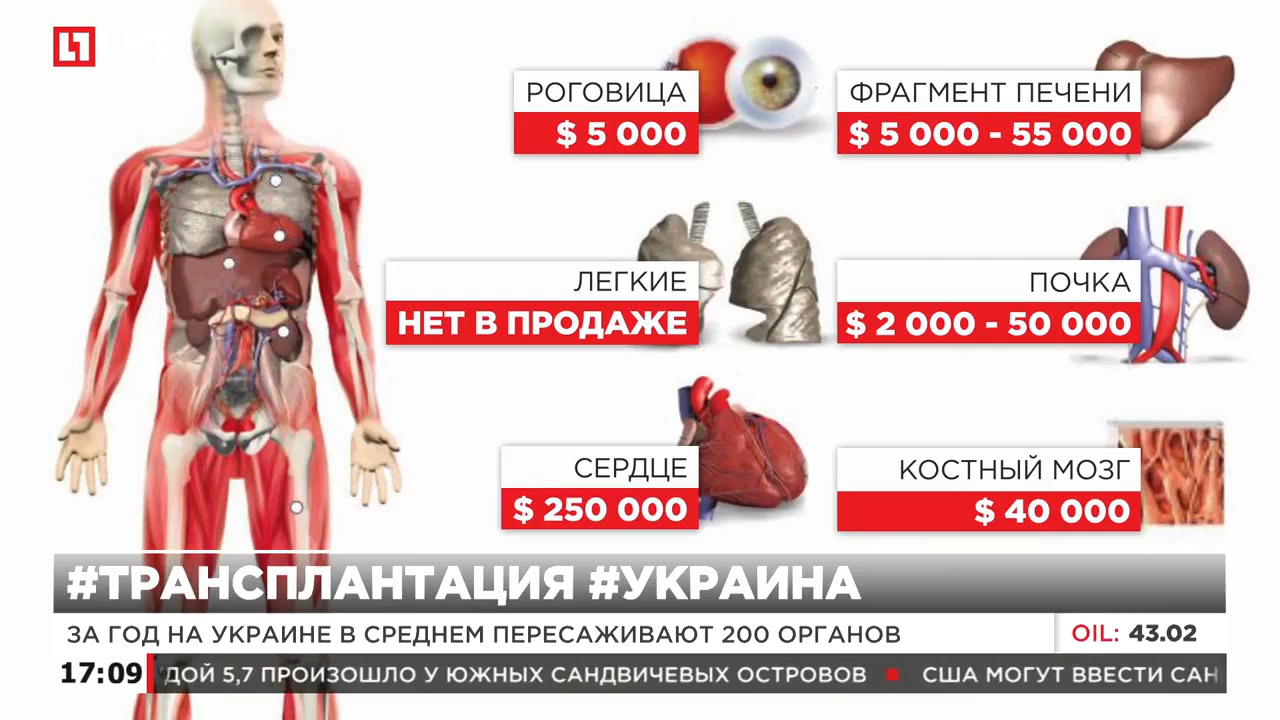 РОГОВИЦА
$ 5 000
ФРАГМЕНТ ПЕЧЕНИ
$ 5 000 - 55 000
ЛЕГКИЕ
НЕТ В ПРОДАЖЕ
ПОЧКА
$ 2 000 - 50 000
СЕРДЦЕ
$ 250 000
КОСТНЫЙ МОЗГ
$ 40 000
#ТРАНСПЛАНТАЦИЯ #УКРАИНА
ЗА ГОД НА УКРАИНЕ В СРЕДНЕМ ПЕРЕСАЖИВАЮТ 200 ОРГАНОВ
OIL: 43.02
17:09 ДОЙ 5,7 ПРОИЗОШЛО У ЮЖНЫХ САНДВИЧЕВЫХ ОСТРОВОВ США МОГУТ ВВЕСТИ САН